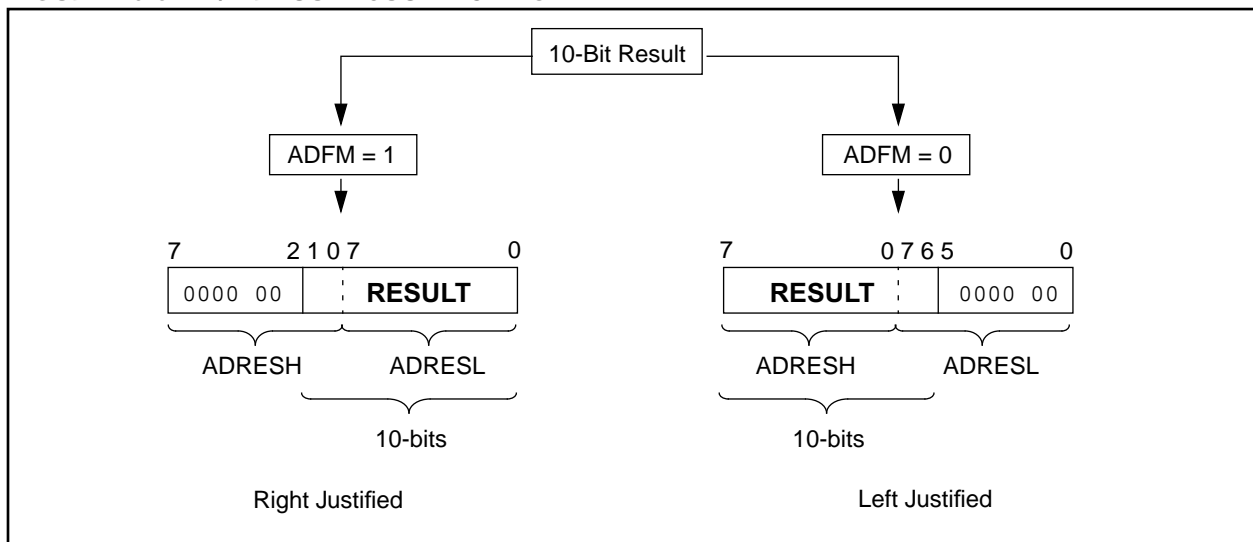 10-Bit Result
ADFM = 1
ADFM = 0
7 2 1 0 7 0
0000 00 RESULT
ADRESH ADRESL
10-bits
Right Justified
7 0 7 6 5 0
RESULT 0000 00
ADRESH ADRESL
10-bits
Left Justified